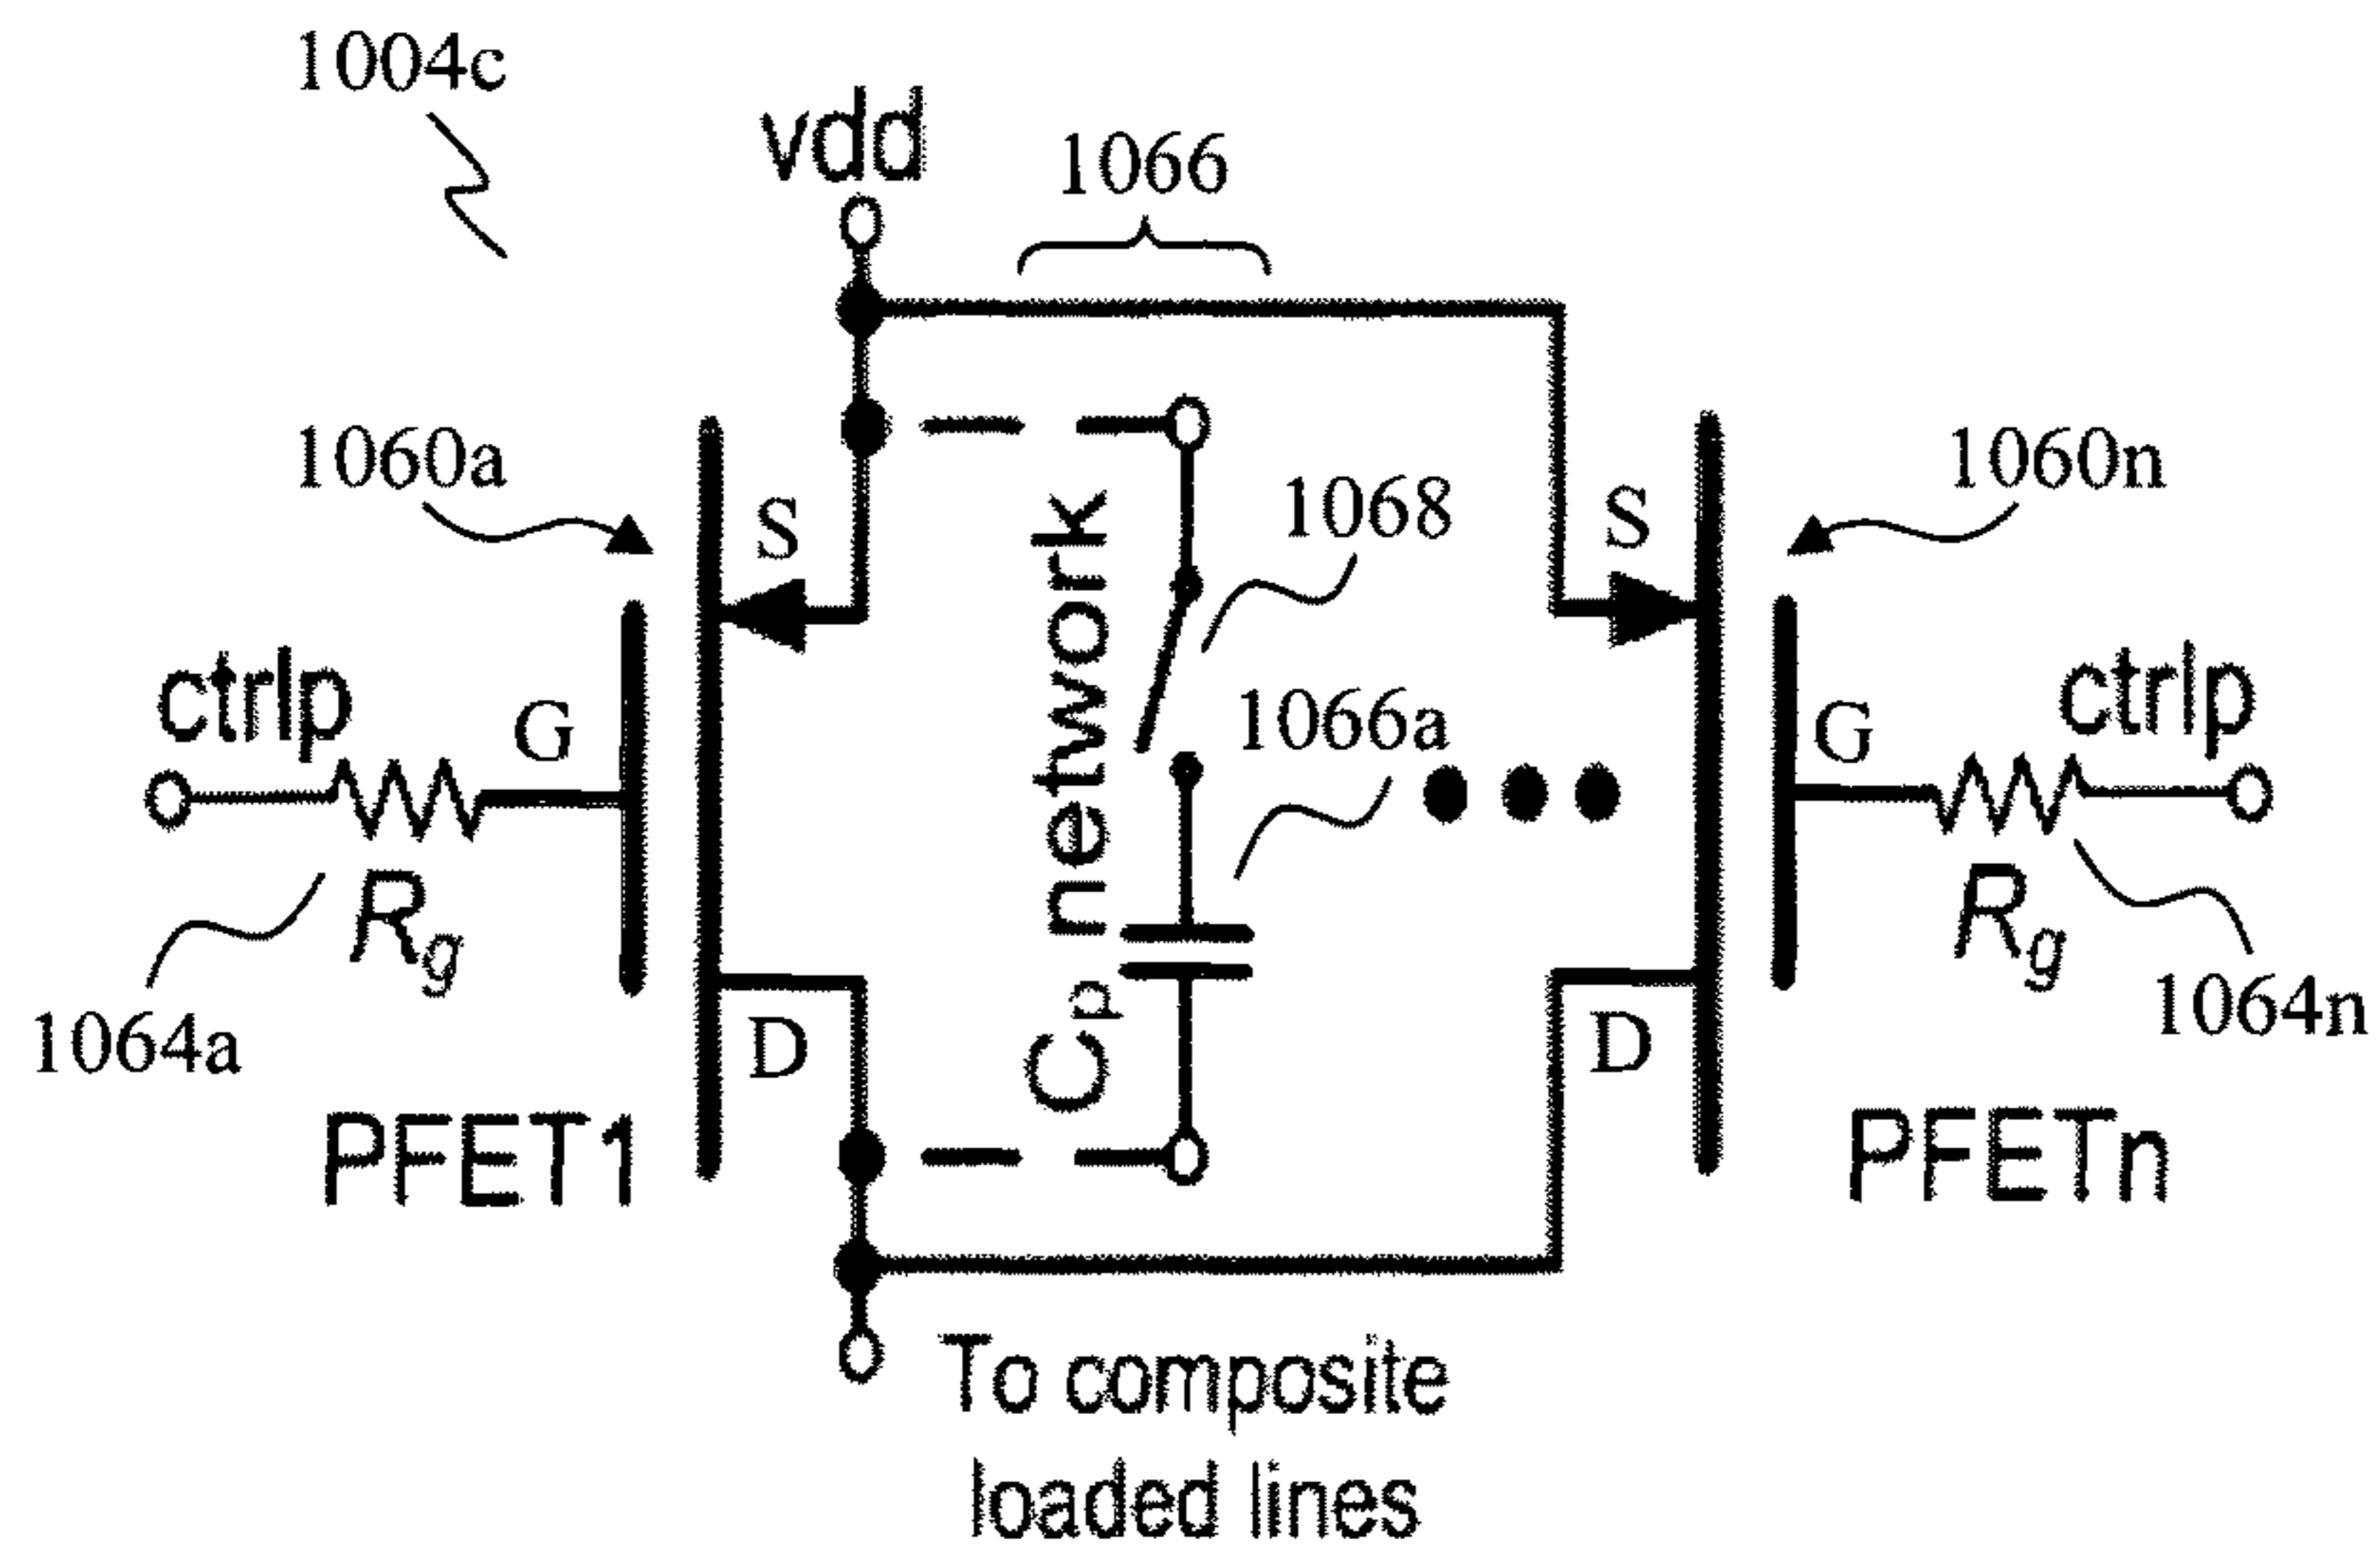 1004c
vdd
1066
1060a
1060n
S
1068
S
ctrlp
G
Cp network
1066a
G
ctrlp
Rg
Rg
1064a
D
D
1064n
PFET1
PFETn
To composite
loaded lines